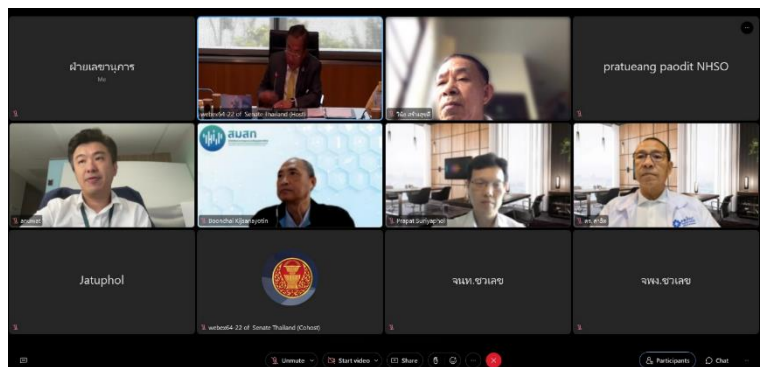 ฝ่ายเลขานุการ
Me
webex64-22 of Senate Thailand (Host)
pratueang paodit NHSO
anuwat
สมสท
Boonchai Kijsanayotin
Prapat Suriyaphol
Jatuphol
webex64-22 of Senate Thailand (Cohost)
จนท.ชวเลข
จพง.ชวเลข
Unmute
Start video
Share
Participants
Chat